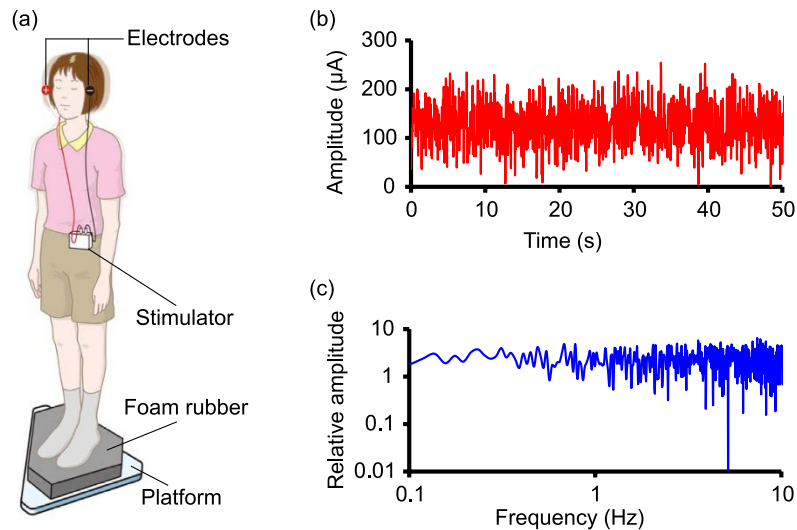 (a)
Electrodes
+
−
Stimulator
Foam rubber
Platform
(b)
Amplitude (µA)
300
200
100
0
0 10 20 30 40 50
Time (s)
(c)
Relative amplitude
10
1
0.1
0.01
0.1 1 10
Frequency (Hz)